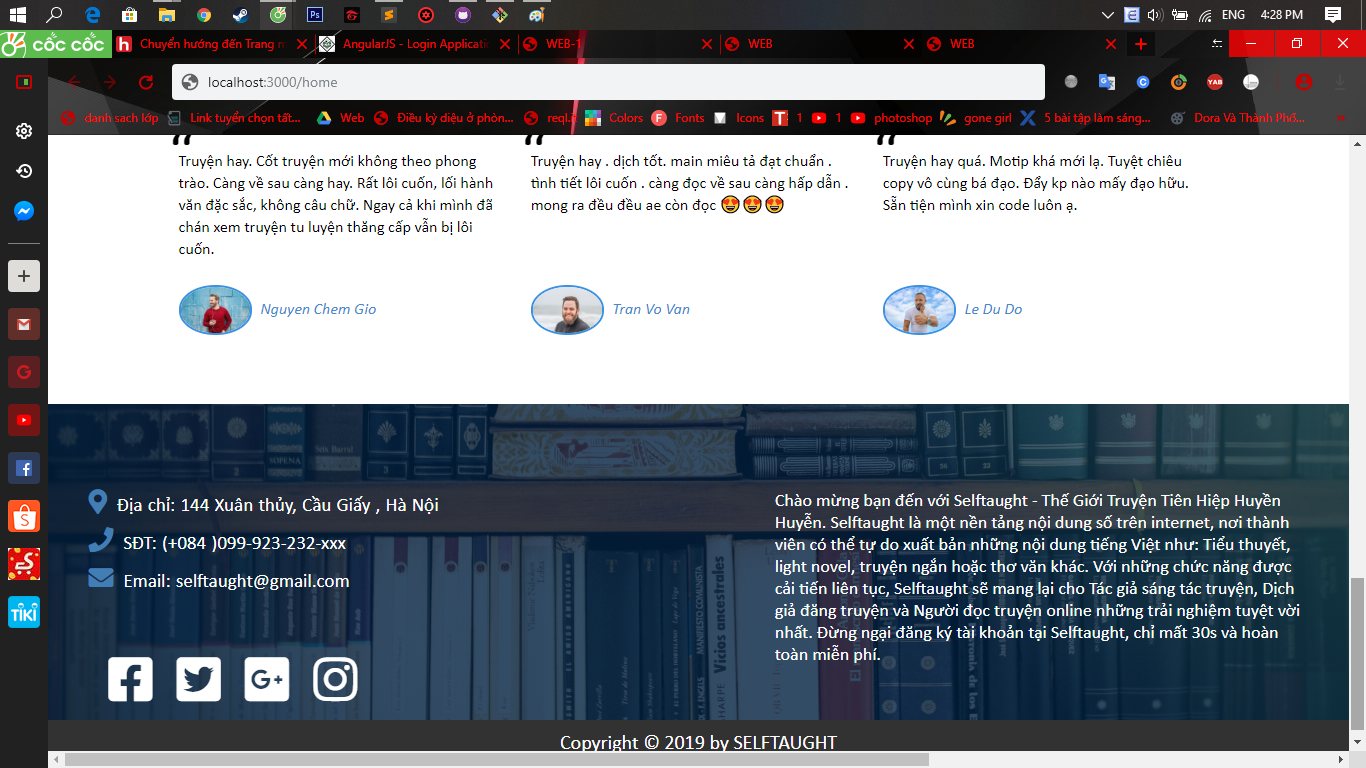 ENG 4:28 PM
cốc cốc
Chuyển hướng đến Trang n
AngularJS - Login Applicatio
WEB-1
WEB
WEB
localhost:3000/home
danh sach lớp
Link tuyển chọn tất...
Web
Điều kỳ diệu ở phòn...
reqLi
Colors
Fonts
Icons
1
1
photoshop
gone girl
5 bài tập làm sáng...
Dora Và Thành Phố...
Truyện hay. Cốt truyện mới không theo phong
trào. Càng về sau càng hay. Rất lôi cuốn, lối hành
văn đặc sắc, không câu chữ. Ngay cả khi mình đã
chán xem truyện tu luyện thăng cấp vẫn bị lôi
cuốn.
Nguyen Chem Gio
Truyện hay . dịch tốt. main miêu tả đạt chuẩn .
tình tiết lôi cuốn . càng đọc về sau càng hấp dẫn .
mong ra đều đều ae còn đọc 😍😍😍
Tran Vo Van
Truyện hay quá. Motip khá mới lạ. Tuyệt chiêu
copy vô cùng bá đạo. Đẩy kp nào mấy đạo hữu.
Sẵn tiện mình xin code luôn ạ.
Le Du Do
Địa chỉ: 144 Xuân thủy, Cầu Giấy , Hà Nội
SĐT: (+084 )099-923-232-xxx
Email: selftaught@gmail.com
Chào mừng bạn đến với Selftaught - Thế Giới Truyện Tiên Hiệp Huyền
Huyễn. Selftaught là một nền tảng nội dung số trên internet, nơi thành
viên có thể tự do xuất bản những nội dung tiếng Việt như: Tiểu thuyết,
light novel, truyện ngắn hoặc thơ văn khác. Với những chức năng được
cải tiến liên tục, Selftaught sẽ mang lại cho Tác giả sáng tác truyện, Dịch
giả đăng truyện và Người đọc truyện online những trải nghiệm tuyệt vời
nhất. Đừng ngại đăng ký tài khoản tại Selftaught, chỉ mất 30s và hoàn
toàn miễn phí.
Copyright © 2019 by SELFTAUGHT
TIKI
YAB